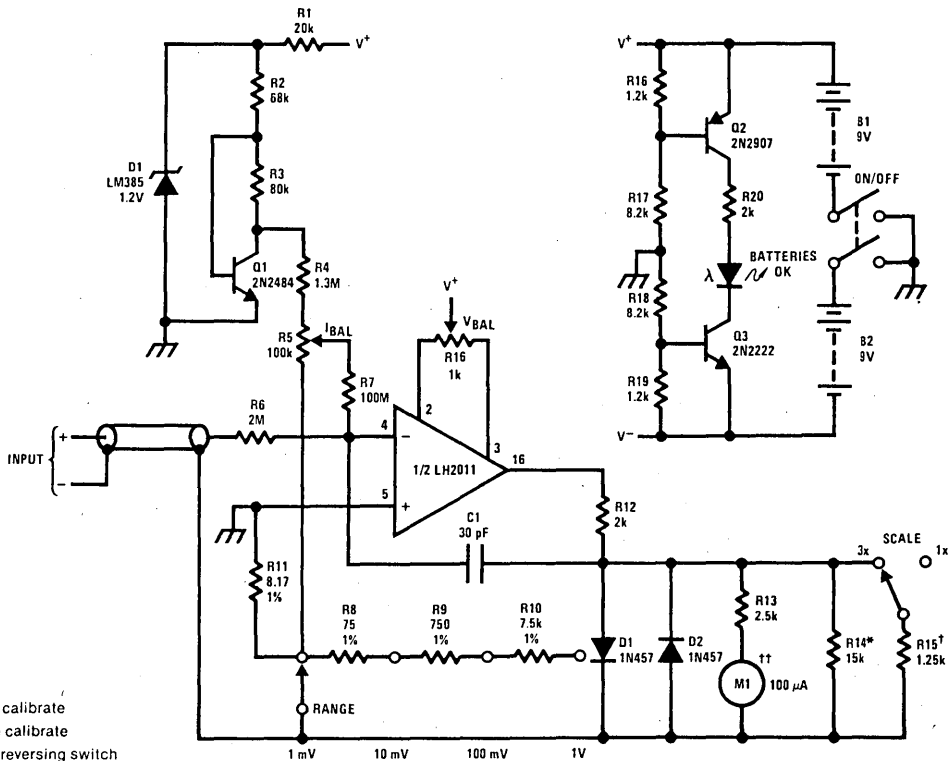 R1
20k
V+
R2
68k
D1
LM385
1.2V
R3
80k
Q1
2N2484
R4
1.3M
R5
100k
IBAL
R7
100M
V+
VBAL
R16
1k
R6
2M
INPUT
+
−
2
3
4
−
5
+
1/2 LH2011
16
C1
30 pF
R12
2k
R11
8.17
1%
R8
75
1%
R9
750
1%
R10
7.5k
1%
D1
1N457
D2
1N457
R13
2.5k
††
M1
100 µA
R14*
15k
SCALE
3x
1x
R15†
1.25k
RANGE
1 mV
10 mV
100 mV
1V
V+
R16
1.2k
Q2
2N2907
R17
8.2k
R20
2k
λ
BATTERIES
OK
R18
8.2k
Q3
2N2222
R19
1.2k
V−
B1
9V
ON/OFF
B2
9V
calibrate
calibrate
reversing switch